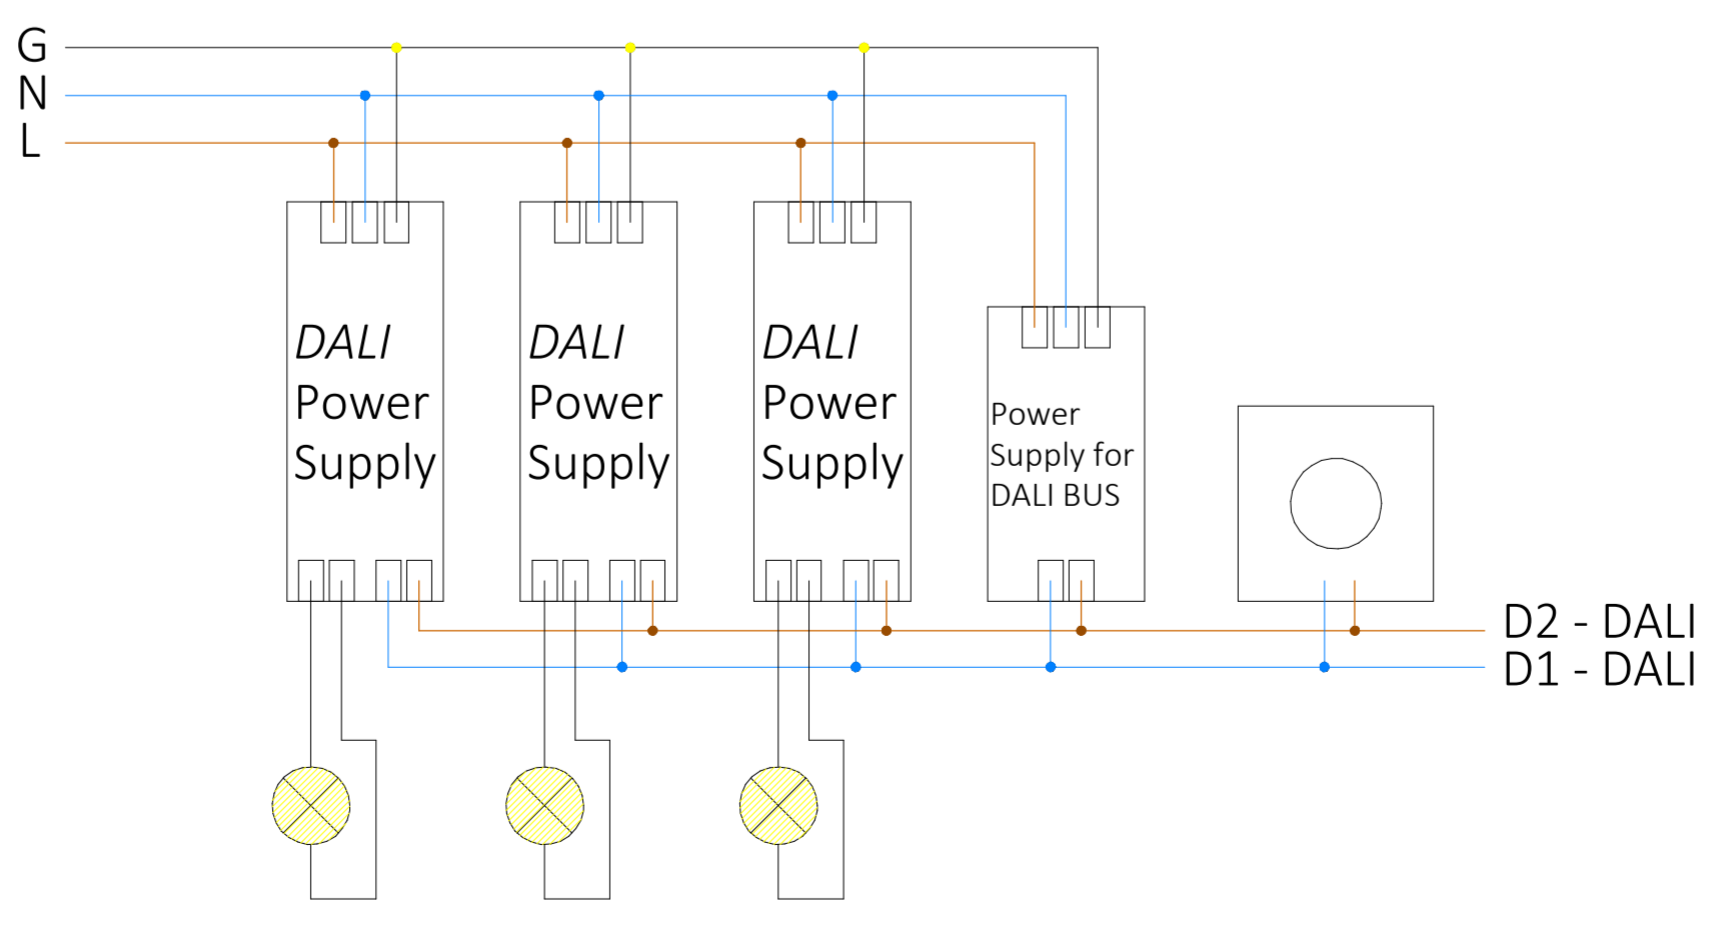 G
N
L
DALI
Power
Supply
DALI
Power
Supply
DALI
Power
Supply
Power
Supply for
DALI BUS
D2 - DALI
D1 - DALI